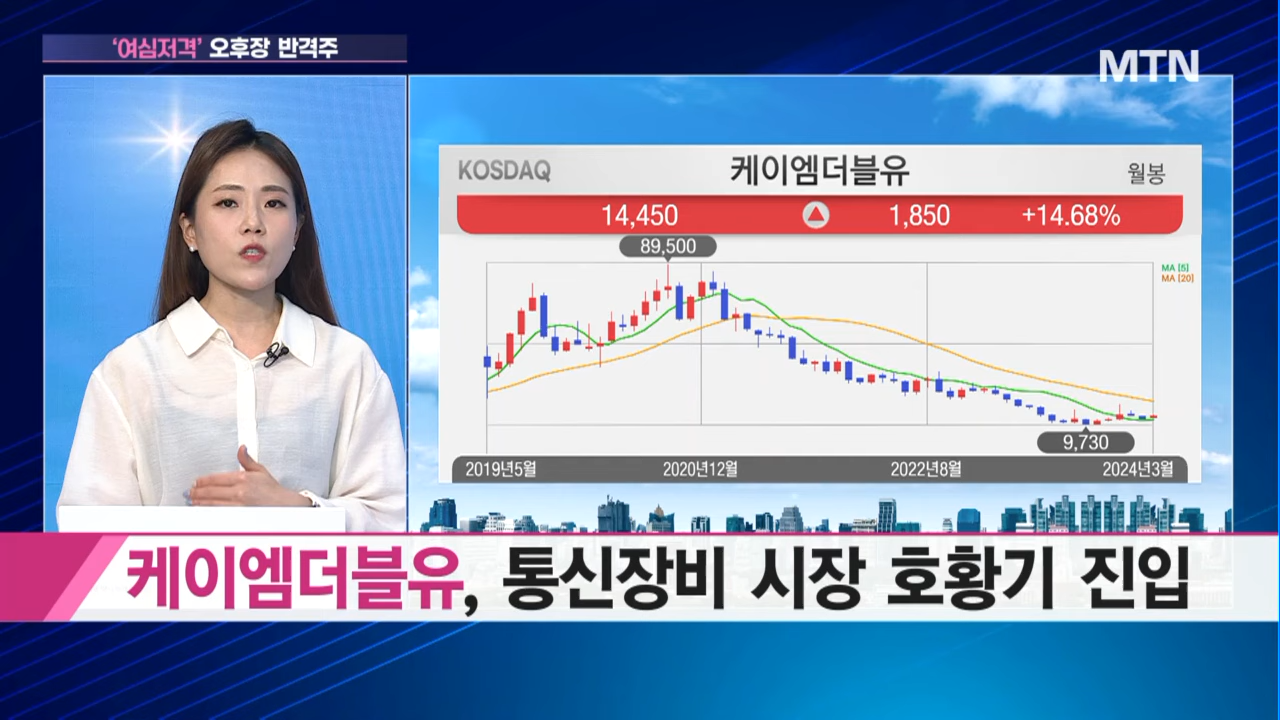 ‘여심저격’ 오후장 반격주
MTN
KOSDAQ 케이엠더블유 월봉
14,450 1,850 +14.68%
89,500
MA [5]
MA [20]
9,730
2019년5월 2020년12월 2022년8월 2024년3월
케이엠더블유, 통신장비 시장 호황기 진입